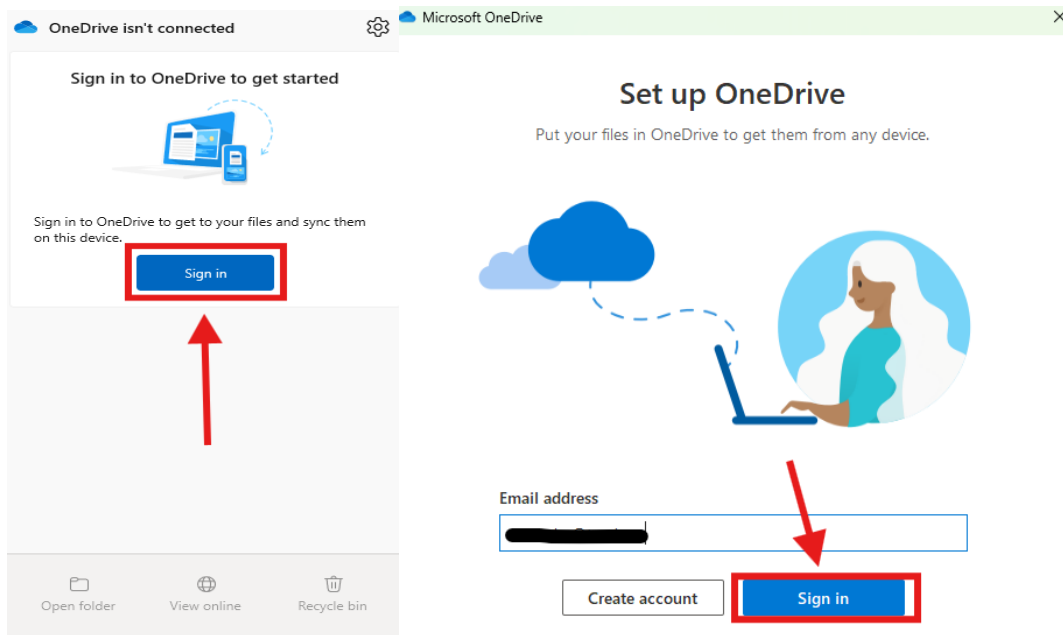 OneDrive isn't connected
Sign in to OneDrive to get started
Sign in to OneDrive to get to your files and sync them
on this device.
Sign in
Open folder
View online
Recycle bin
Microsoft OneDrive
Set up OneDrive
Put your files in OneDrive to get them from any device.
Email address
Create account
Sign in